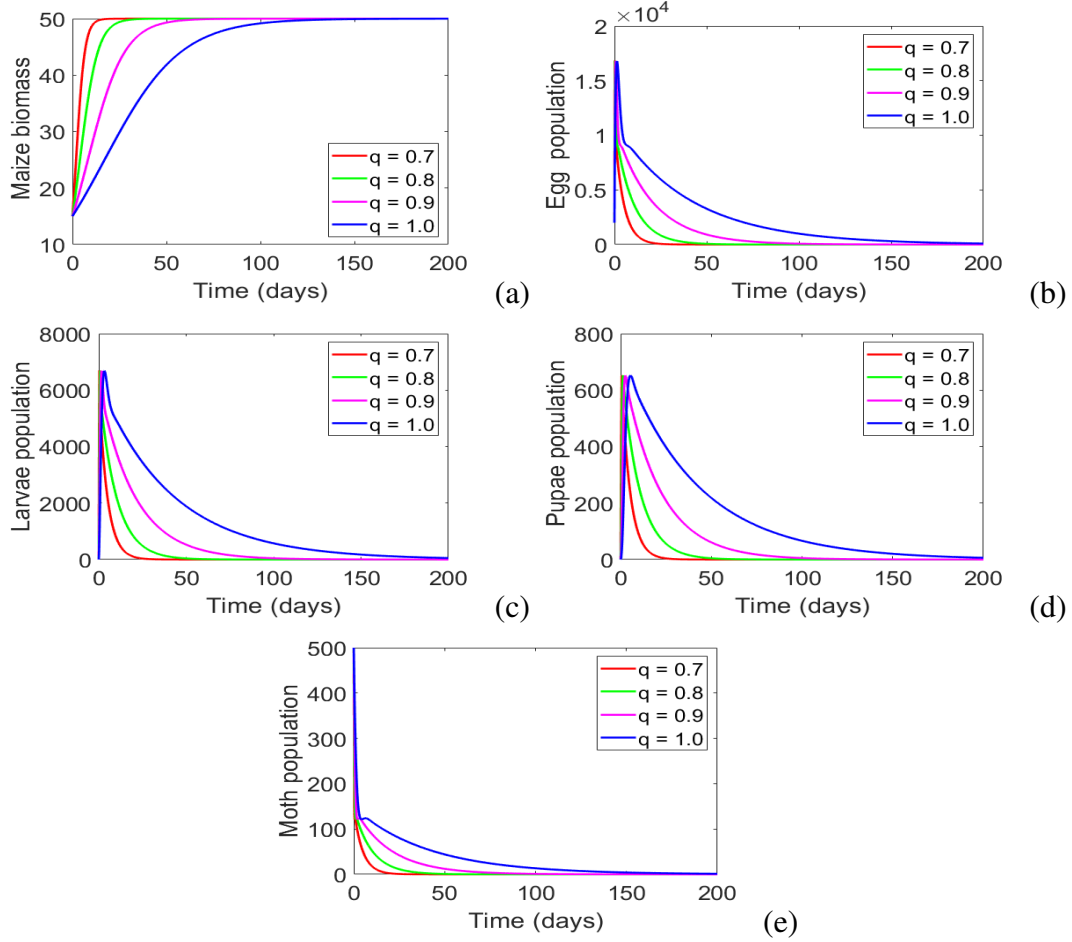 Maize biomass
50
40
30
20
10
0
50
100
150
200
Time (days)
q = 0.7
q = 0.8
q = 0.9
q = 1.0
(a)
×10⁴
Egg population
2
1.5
1
0.5
0
0
50
100
150
200
Time (days)
q = 0.7
q = 0.8
q = 0.9
q = 1.0
(b)
Larvae population
8000
6000
4000
2000
0
0
50
100
150
200
Time (days)
q = 0.7
q = 0.8
q = 0.9
q = 1.0
(c)
Pupae population
800
600
400
200
0
0
50
100
150
200
Time (days)
q = 0.7
q = 0.8
q = 0.9
q = 1.0
(d)
Moth population
500
400
300
200
100
0
0
50
100
150
200
Time (days)
q = 0.7
q = 0.8
q = 0.9
q = 1.0
(e)